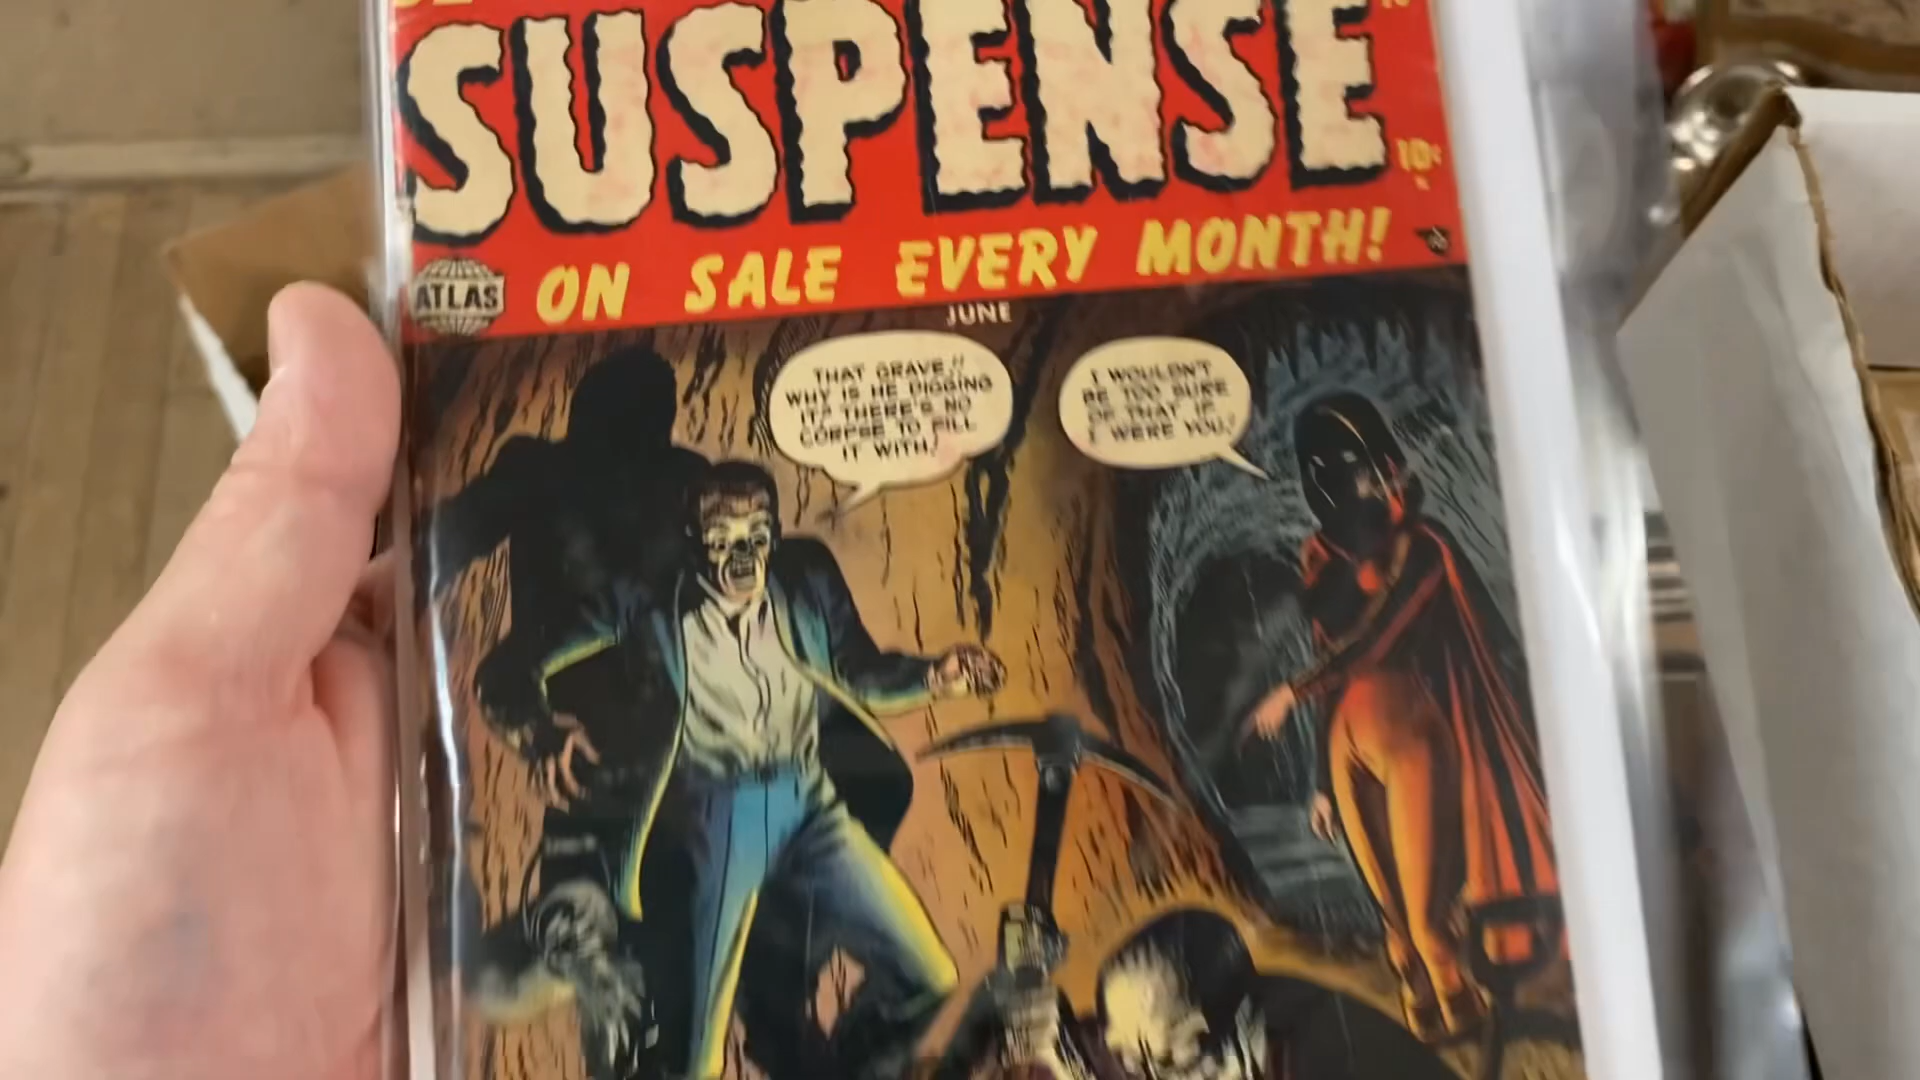 SUSPENSE
10¢
ON SALE EVERY MONTH!
ATLAS
JUNE
THAT GRAVE!!
WHY IS HE DIGGING
IT? THERE'S NO
CORPSE TO FILL
IT WITH!
I WOULDN'T
BE TOO SURE
OF THAT IF
I WERE YOU!